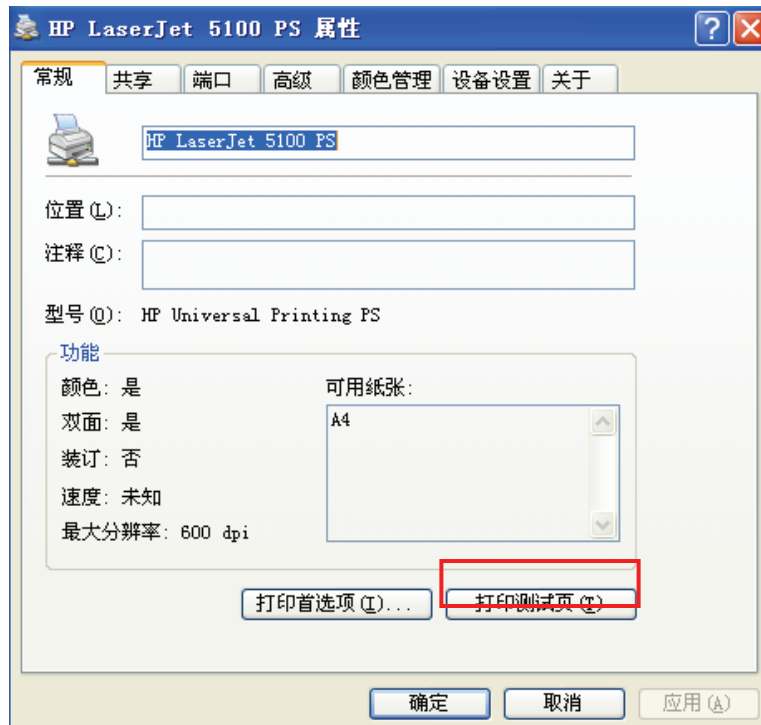 HP LaserJet 5100 PS 属性
常规 共享 端口 高级 颜色管理 设备设置 关于
HP LaserJet 5100 PS
位置(L):
注释(C):
型号(O): HP Universal Printing PS
功能
颜色: 是 可用纸张:
双面: 是 A4
装订: 否
速度: 未知
最大分辨率: 600 dpi
打印首选项(I)... 打印测试页(T)
确定 取消 应用(A)